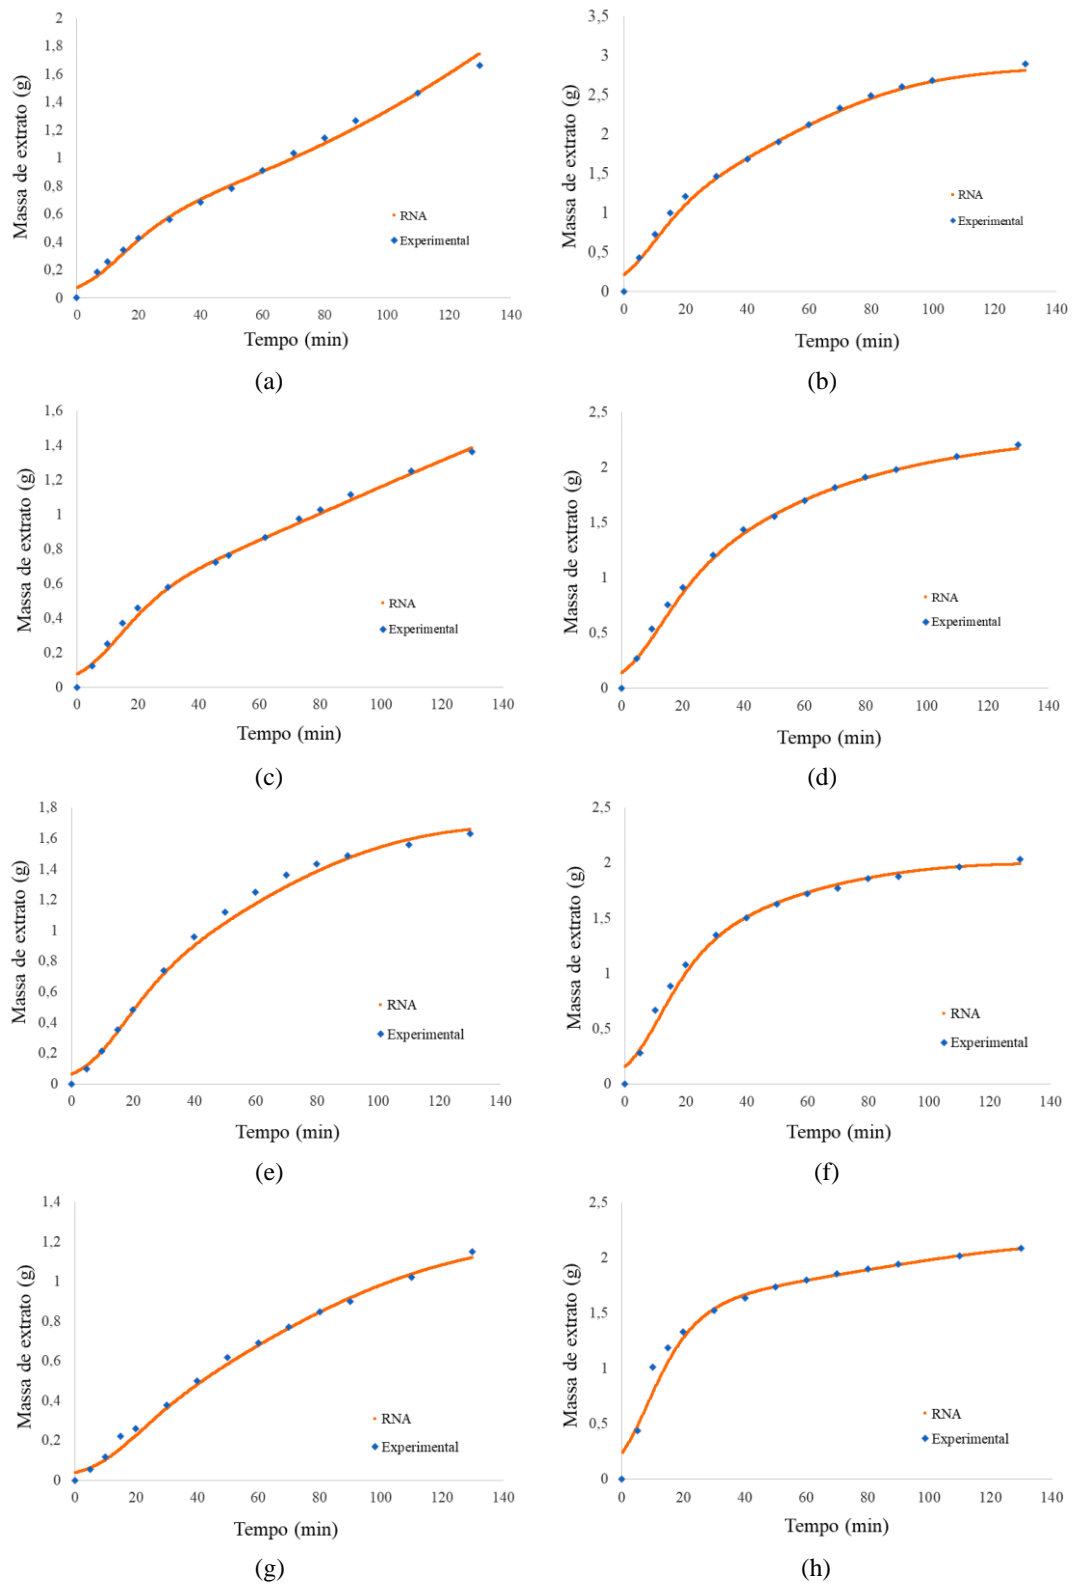 2
1,8
1,6
1,4
1,2
1
0,8
0,6
0,4
0,2
0
Massa de extrato (g)
RNA
Experimental
0 20 40 60 80 100 120 140
Tempo (min)
(a)
3,5
3
2,5
2
1,5
1
0,5
0
Massa de extrato (g)
RNA
Experimental
0 20 40 60 80 100 120 140
Tempo (min)
(b)
1,6
1,4
1,2
1
0,8
0,6
0,4
0,2
0
Massa de extrato (g)
RNA
Experimental
0 20 40 60 80 100 120 140
Tempo (min)
(c)
2,5
2
1,5
1
0,5
0
Massa de extrato (g)
RNA
Experimental
0 20 40 60 80 100 120 140
Tempo (min)
(d)
1,8
1,6
1,4
1,2
1
0,8
0,6
0,4
0,2
0
Massa de extrato (g)
RNA
Experimental
0 20 40 60 80 100 120 140
Tempo (min)
(e)
2,5
2
1,5
1
0,5
0
Massa de extrato (g)
RNA
Experimental
0 20 40 60 80 100 120 140
Tempo (min)
(f)
1,4
1,2
1
0,8
0,6
0,4
0,2
0
Massa de extrato (g)
RNA
Experimental
0 20 40 60 80 100 120 140
Tempo (min)
(g)
2,5
2
1,5
1
0,5
0
Massa de extrato (g)
RNA
Experimental
0 20 40 60 80 100 120 140
Tempo (min)
(h)